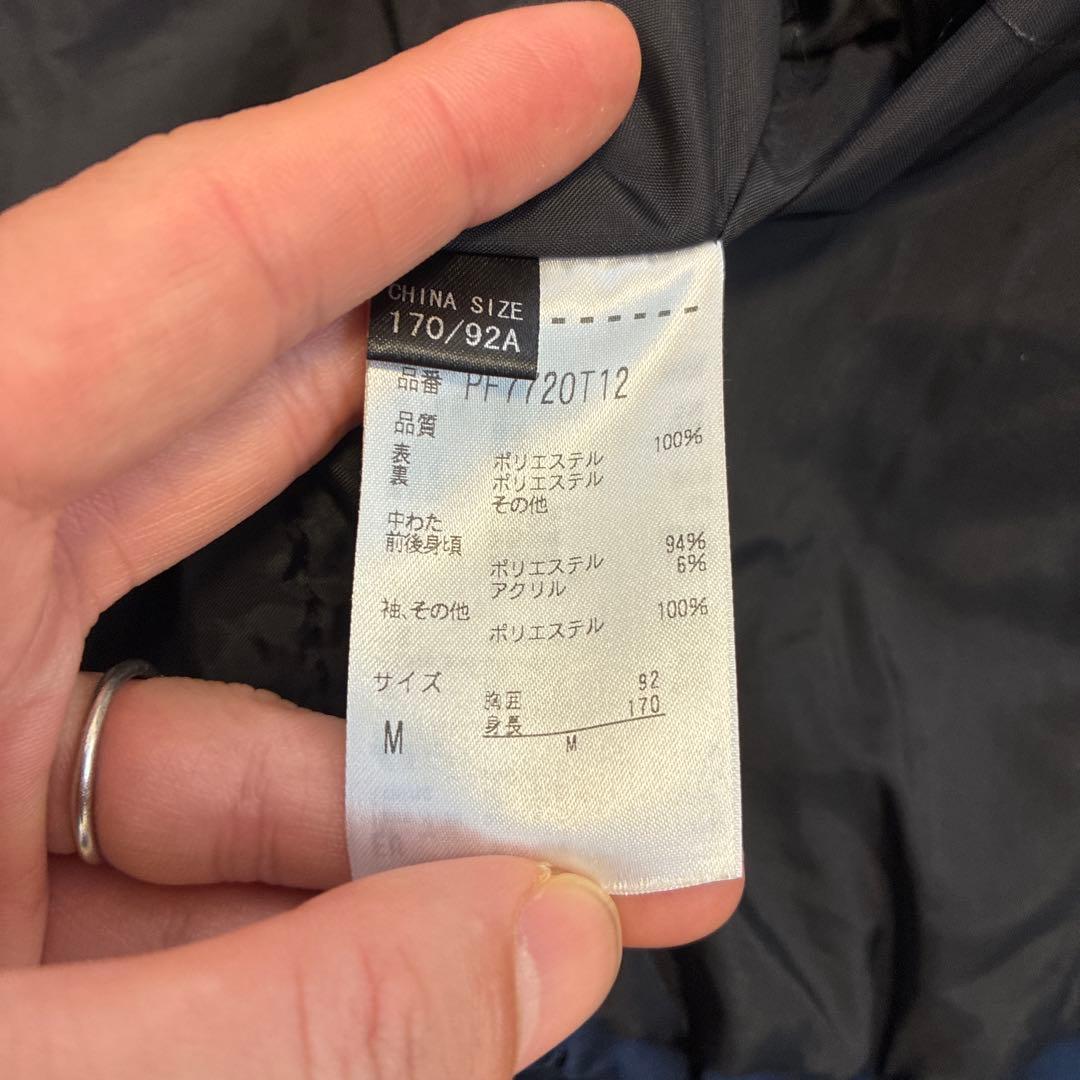 CHINA SIZE
170/92A
品番 PF7720T12
品質
表 ポリエステル 100%
裏 ポリエステル
その他
中わた
前後身頃
ポリエステル 94%
アクリル 6%
袖、その他
ポリエステル 100%
サイズ
胸囲 92
身長 170
M
M